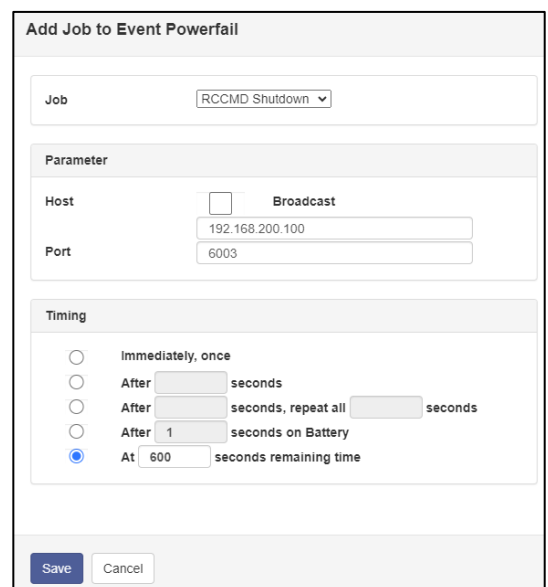 Add Job to Event Powerfail
Job RCCMD Shutdown
Parameter
Host Broadcast
192.168.200.100
Port 6003
Timing
Immediately, once
After seconds
After seconds, repeat all seconds
After 1 seconds on Battery
At 600 seconds remaining time
Save Cancel